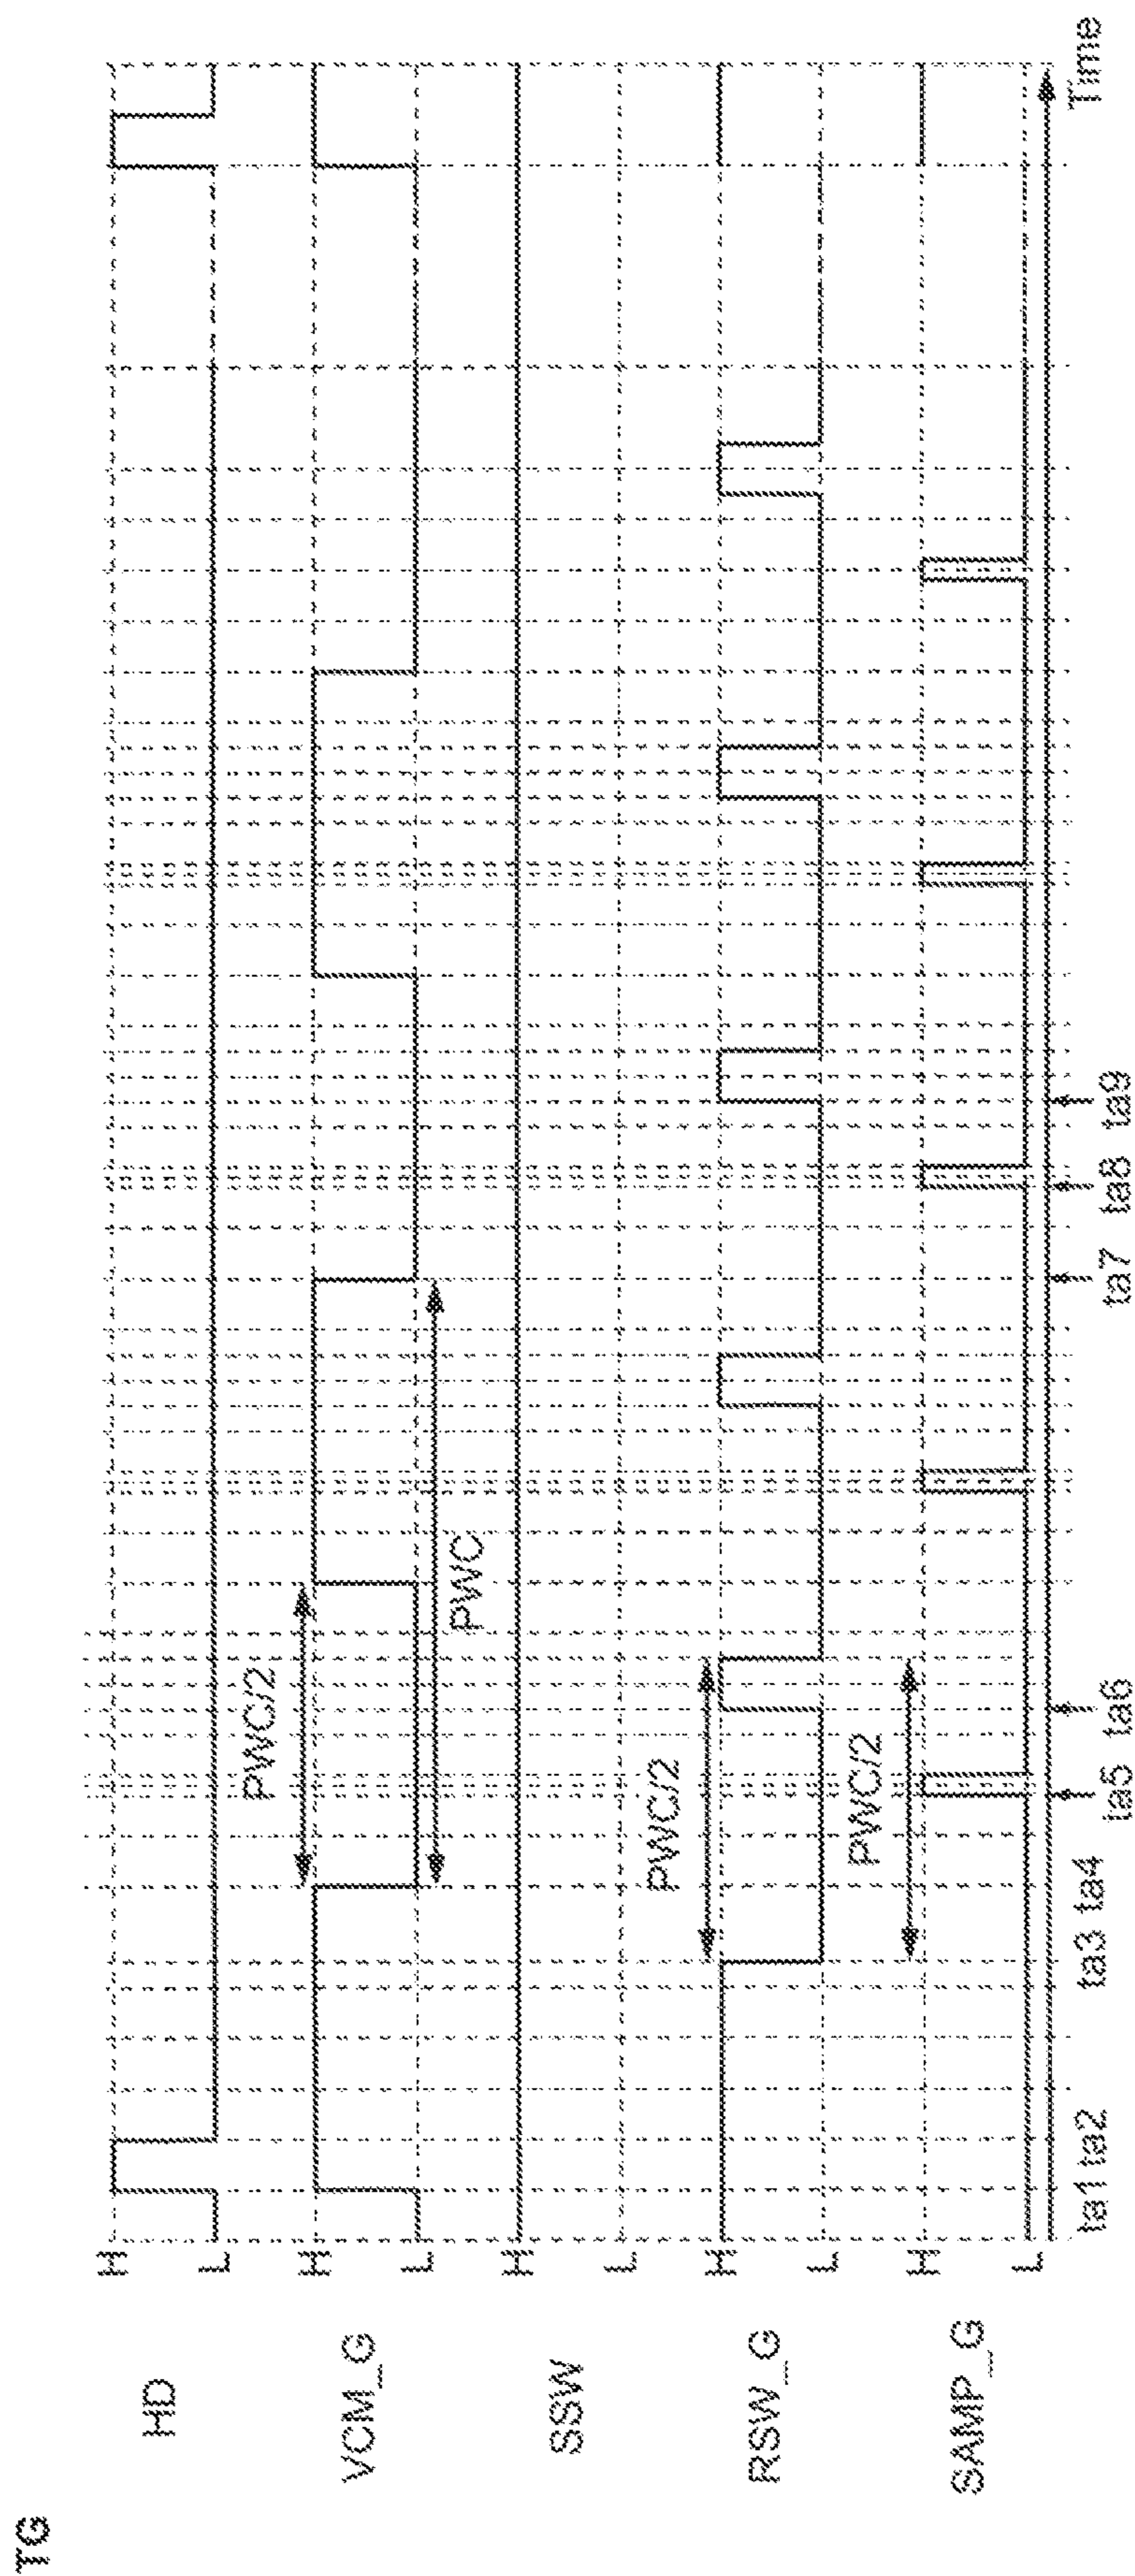 TG
HD
H
L
VCM_G
H
L
PWC/2
PWC
SSW
H
L
RSW_G
H
L
PWC/2
SAMP_G
H
L
PWC/2
ta1 ta2 ta3 ta4 ta5 ta6 ta7 ta8 ta9
Time